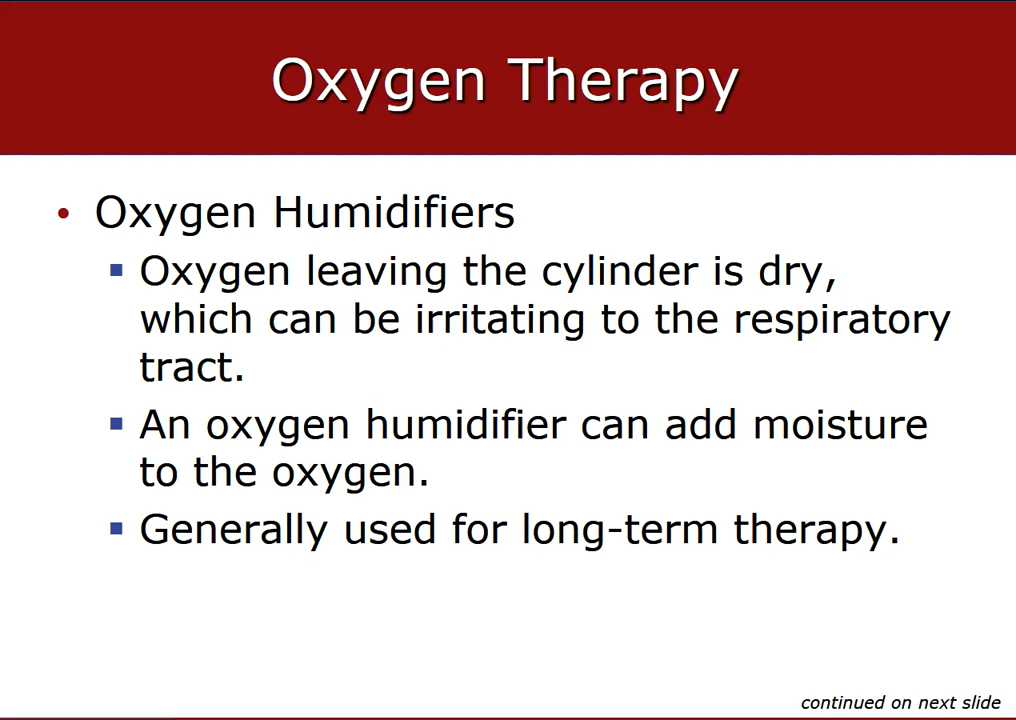 Oxygen Therapy
• Oxygen Humidifiers
▪ Oxygen leaving the cylinder is dry,
which can be irritating to the respiratory
tract.
▪ An oxygen humidifier can add moisture
to the oxygen.
▪ Generally used for long-term therapy.
continued on next slide